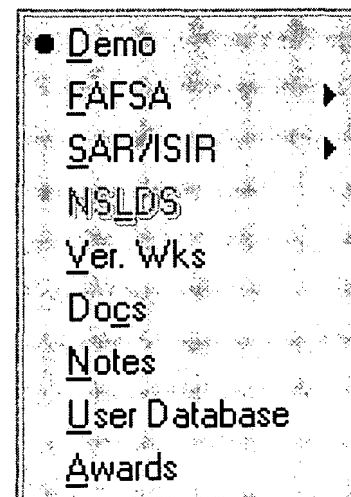 Demo
FAFSA
SAR/ISIR
NSLDS
Ver. Wks
Docs
Notes
User Database
Awards